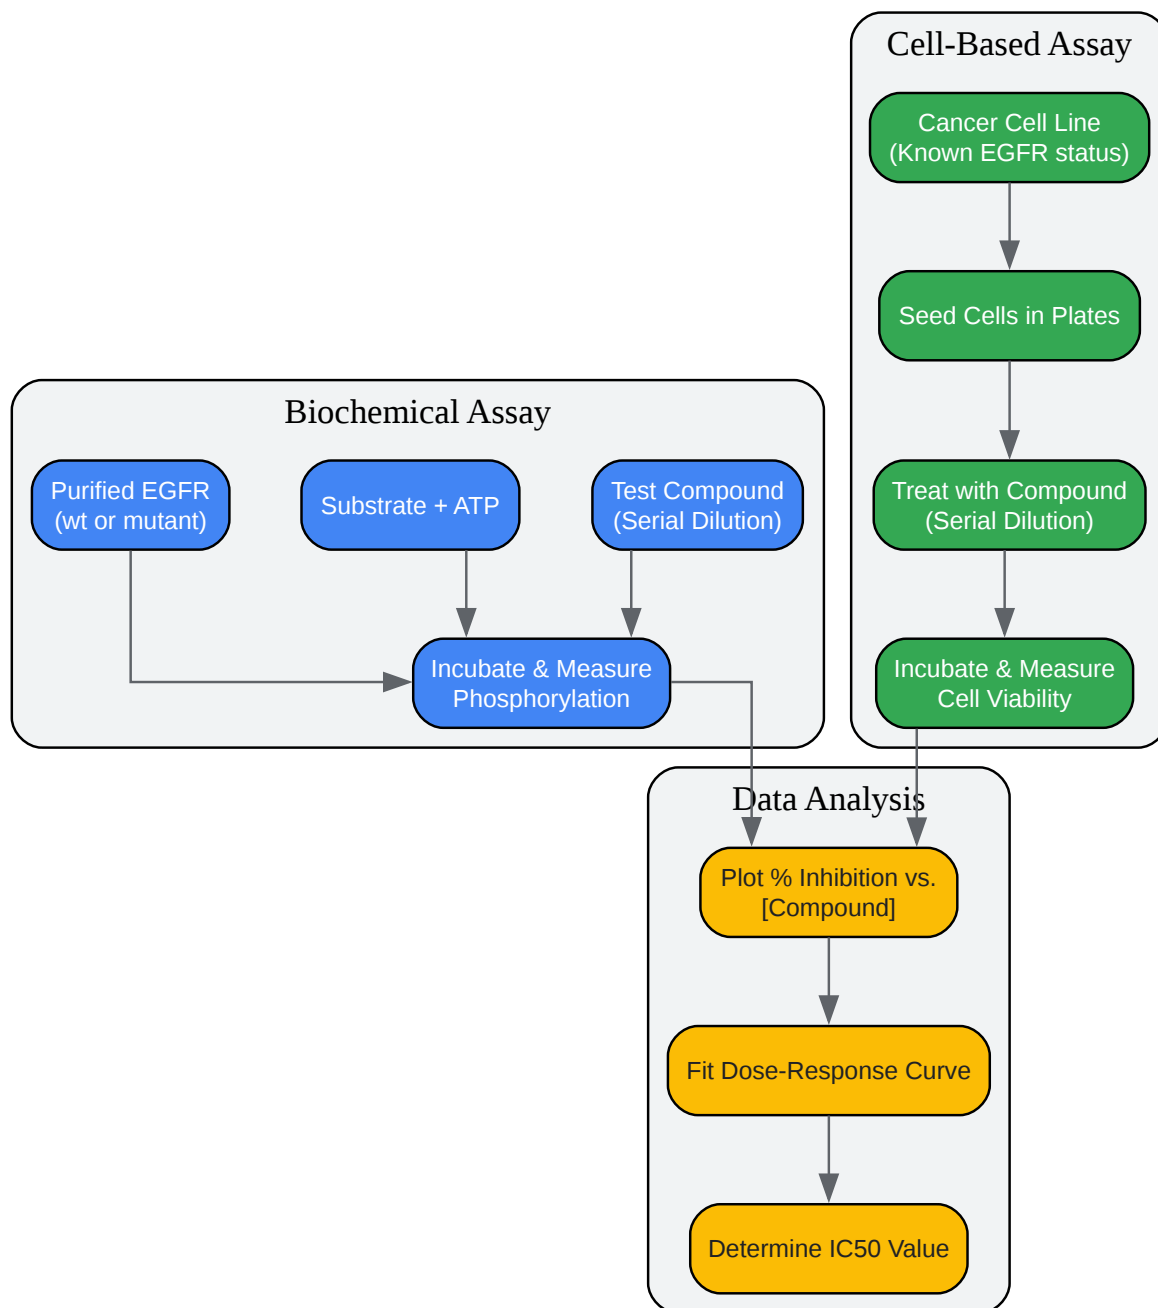 Cell-Based Assay
Cancer Cell Line
(Known EGFR status)
Seed Cells in Plates
Treat with Compound
(Serial Dilution)
Incubate & Measure
Cell Viability
Biochemical Assay
Purified EGFR
(wt or mutant)
Substrate + ATP
Test Compound
(Serial Dilution)
Incubate & Measure
Phosphorylation
Data Analysis
Plot % Inhibition vs.
[Compound]
Fit Dose-Response Curve
Determine IC50 Value